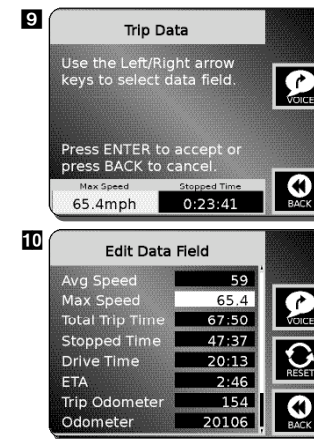 9
Trip Data
Use the Left/Right arrow
keys to select data field.
VOICE
Press ENTER to accept or
press BACK to cancel.
Max Speed Stopped Time
65.4mph 0:23:41
BACK
10
Edit Data Field
Avg Speed 59
Max Speed 65.4
Total Trip Time 67:50
VOICE
Stopped Time 47:37
Drive Time 20:13
RESET
ETA 2:46
Trip Odometer 154
Odometer 20106
BACK